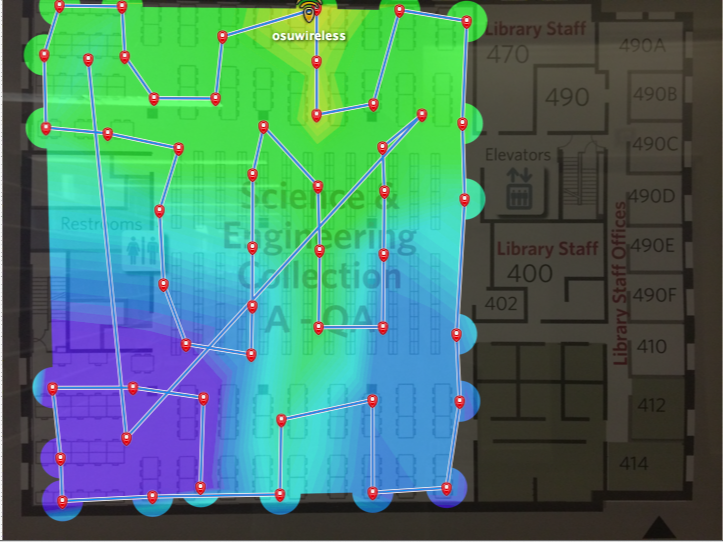 osuwireless
Library Staff
470
490
490A
490B
490C
Elevators
490D
Science &
Engineering
Collection
A - QA
Restrooms
Library Staff
400
402
Library Staff Offices
490E
490F
410
412
414